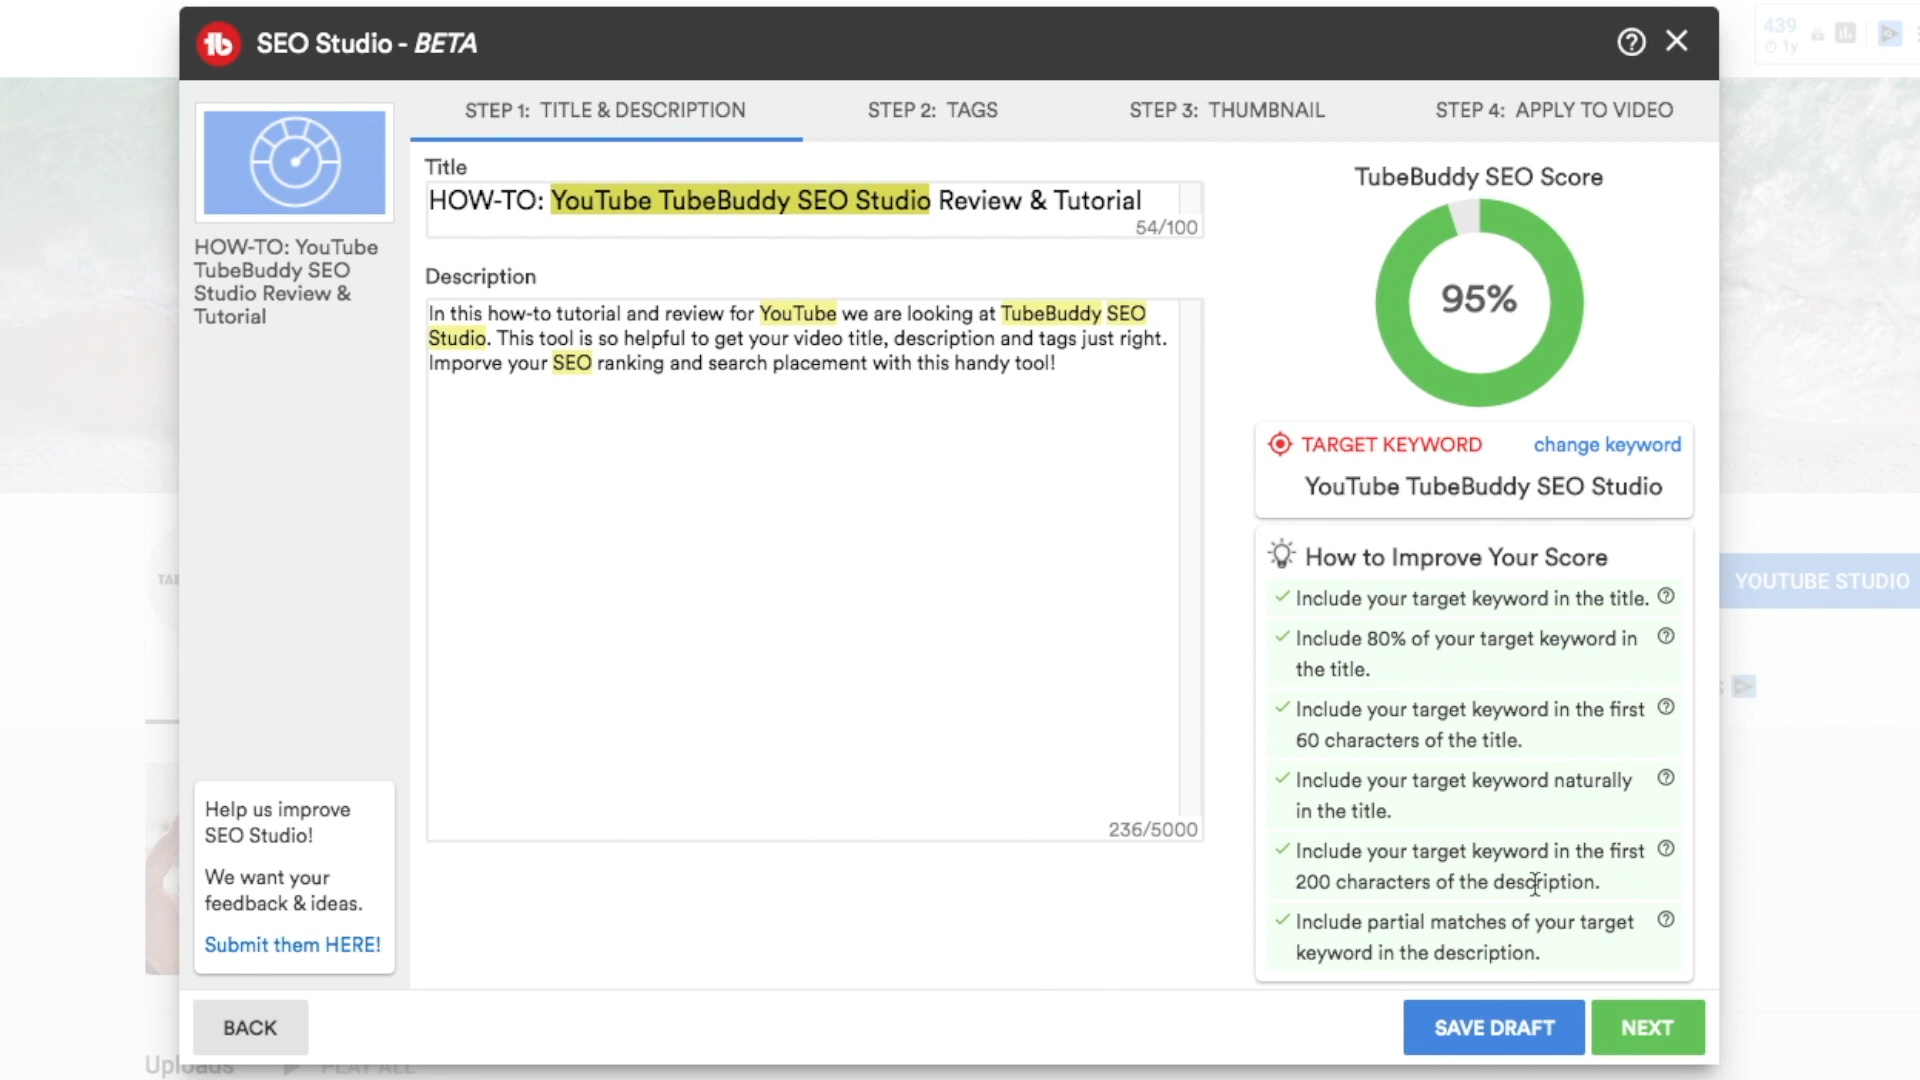 SEO Studio - BETA
439
1y
STEP 1: TITLE & DESCRIPTION
STEP 2: TAGS
STEP 3: THUMBNAIL
STEP 4: APPLY TO VIDEO
HOW-TO: YouTube
TubeBuddy SEO
Studio Review &
Tutorial
Title
HOW-TO: YouTube TubeBuddy SEO Studio Review & Tutorial
54/100
Description
In this how-to tutorial and review for YouTube we are looking at TubeBuddy SEO
Studio. This tool is so helpful to get your video title, description and tags just right.
Imporve your SEO ranking and search placement with this handy tool!
236/5000
TubeBuddy SEO Score
95%
TARGET KEYWORD
change keyword
YouTube TubeBuddy SEO Studio
How to Improve Your Score
Include your target keyword in the title.
Include 80% of your target keyword in
the title.
Include your target keyword in the first
60 characters of the title.
Include your target keyword naturally
in the title.
Include your target keyword in the first
200 characters of the description.
Include partial matches of your target
keyword in the description.
YOUTUBE STUDIO
Help us improve
SEO Studio!
We want your
feedback & ideas.
Submit them HERE!
BACK
SAVE DRAFT
NEXT
Uploads
PLAY ALL